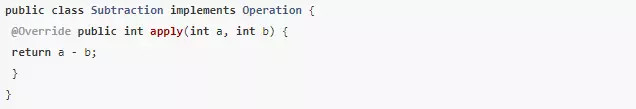 public class Subtraction implements Operation {
@Override public int apply(int a, int b) {
return a - b;
}
}